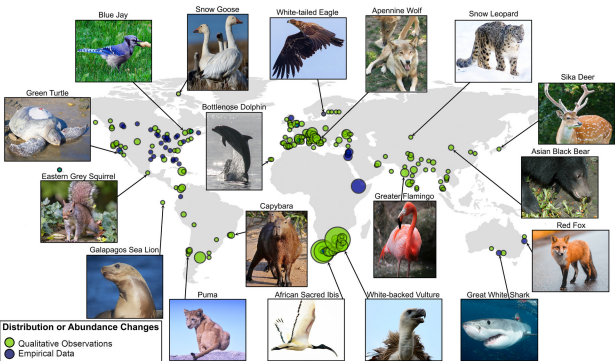 Snow Goose
White-tailed Eagle
Apennine Wolf
Blue Jay
Snow Leopard
Sika Deer
Green Turtle
Bottlenose Dolphin
Asian Black Bear
Eastern Grey Squirrel
Greater Flamingo
Capybara
Red Fox
Galapagos Sea Lion
Puma
African Sacred Ibis
White-backed Vulture
Great White Shark
Distribution or Abundance Changes
Qualitative Observations
Empirical Data